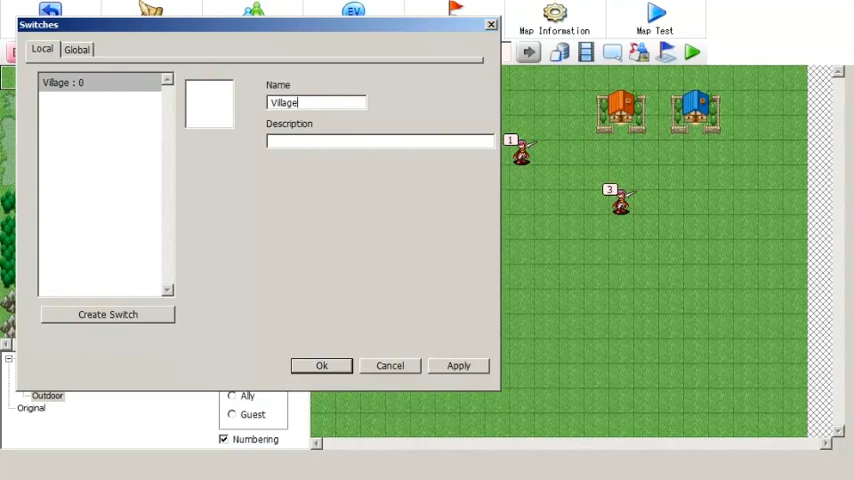 Switches
EV
Map Information
Map Test
Local
Global
Village : 0
Name
Village
Description
1
3
Create Switch
Ok
Cancel
Apply
Outdoor
Original
Ally
Guest
Numbering